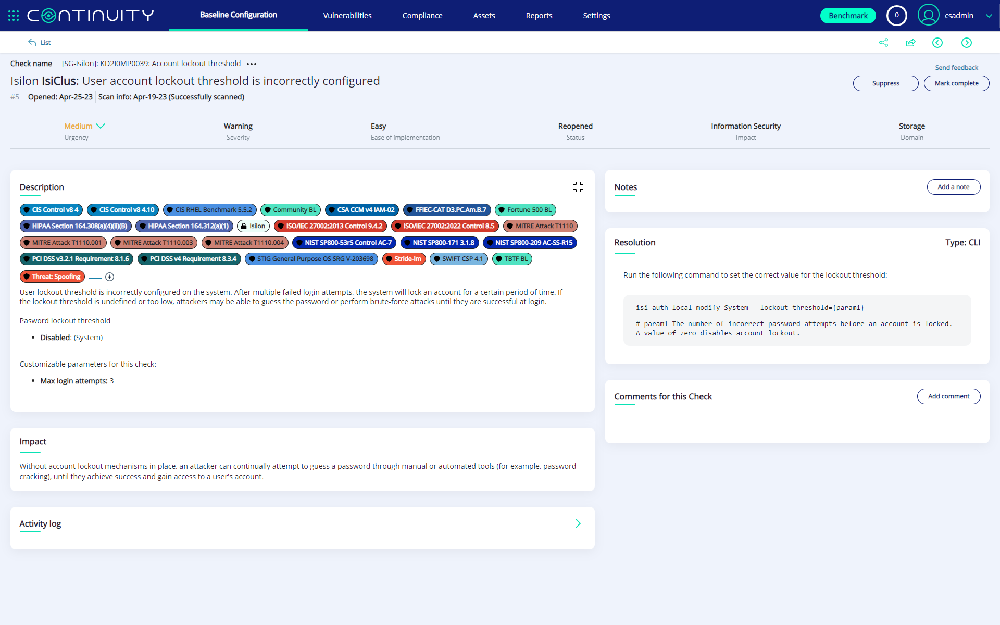 CONTINUITY
Baseline Configuration
Vulnerabilities
Compliance
Assets
Reports
Settings
Benchmark
0
csadmin
List
Check name | [SG-Isilon]: KD2I0MP0039: Account lockout threshold •••
Send feedback
Isilon IsiClus: User account lockout threshold is incorrectly configured
Suppress
Mark complete
#5 Opened: Apr-25-23 Scan info: Apr-19-23 (Successfully scanned)
Medium
Urgency
Warning
Severity
Easy
Ease of implementation
Reopened
Status
Information Security
Impact
Storage
Domain
Description
CIS Control v8 4 CIS Control v8 4.10 CIS RHEL Benchmark 5.5.2 Community BL CSA CCM v4 IAM-02 FFIEC-CAT D3.PC.Am.B.7 Fortune 500 BL
HIPAA Section 164.308(a)(4)(ii)(B) HIPAA Section 164.312(a)(1) Isilon ISO/IEC 27002:2013 Control 9.4.2 ISO/IEC 27002:2022 Control 8.5 MITRE Attack T1110
MITRE Attack T1110.001 MITRE Attack T1110.003 MITRE Attack T1110.004 NIST SP800-53r5 Control AC-7 NIST SP800-171 3.1.8 NIST SP800-209 AC-SS-R15
PCI DSS v3.2.1 Requirement 8.1.6 PCI DSS v4 Requirement 8.3.4 STIG General Purpose OS SRG V-203698 Stride-lm SWIFT CSP 4.1 TBTF BL
Threat: Spoofing
User lockout threshold is incorrectly configured on the system. After multiple failed login attempts, the system will lock an account for a certain period of time. If
the lockout threshold is undefined or too low, attackers may be able to guess the password or perform brute-force attacks until they are successful at login.
Pasword lockout threshold
• Disabled: (System)
Customizable parameters for this check:
• Max login attempts: 3
Impact
Without account-lockout mechanisms in place, an attacker can continually attempt to guess a password through manual or automated tools (for example, password
cracking), until they achieve success and gain access to a user's account.
Activity log
Notes
Add a note
Resolution
Type: CLI
Run the following command to set the correct value for the lockout threshold:
isi auth local modify System --lockout-threshold={param1}
# param1 The number of incorrect password attempts before an account is locked.
A value of zero disables account lockout.
Comments for this Check
Add comment